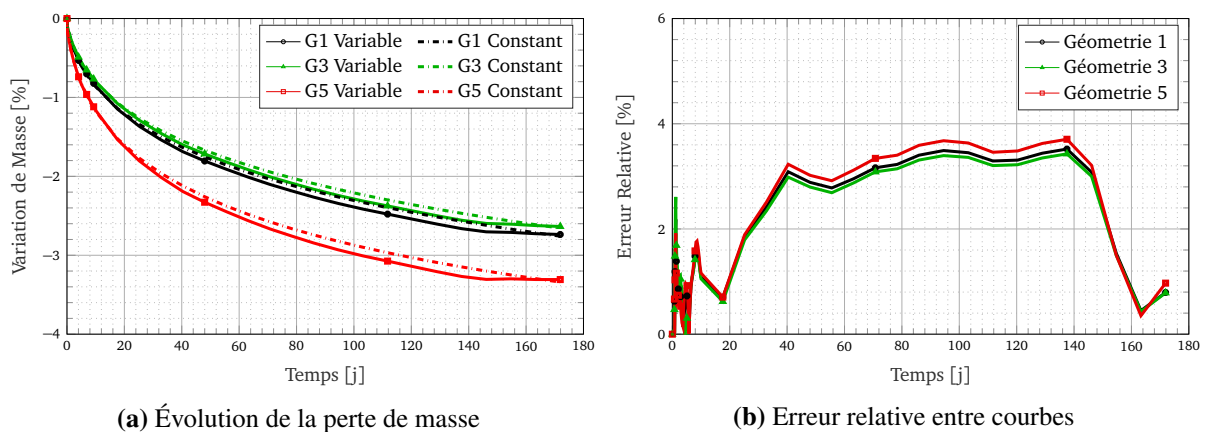 0
−1
−2
−3
−4
0 20 40 60 80 100 120 140 160 180
Variation de Masse [%]
Temps [j]
G1 Variable G1 Constant
G3 Variable G3 Constant
G5 Variable G5 Constant
(a) Évolution de la perte de masse
6
4
2
0
0 20 40 60 80 100 120 140 160 180
Erreur Relative [%]
Temps [j]
Géometrie 1
Géometrie 3
Géometrie 5
(b) Erreur relative entre courbes